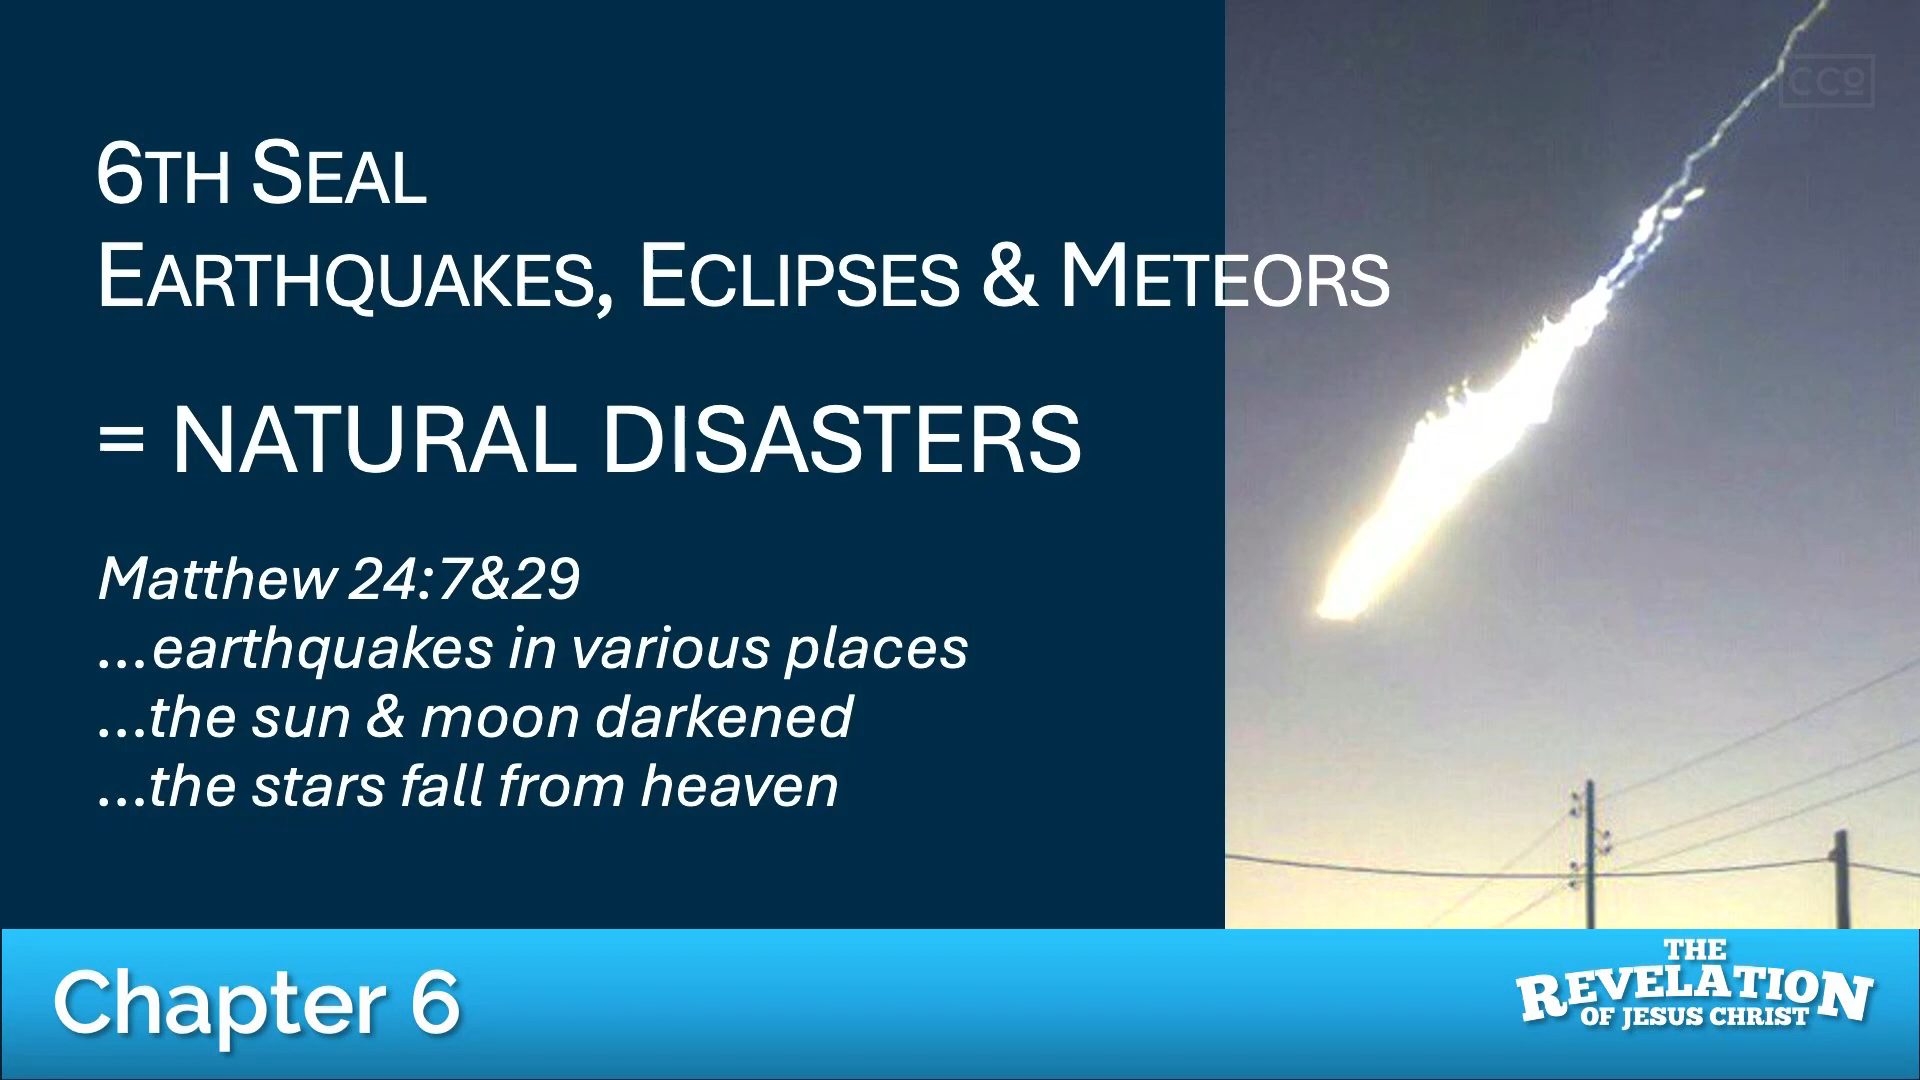 6TH SEAL
EARTHQUAKES, ECLIPSES & METEORS
= NATURAL DISASTERS
Matthew 24:7&29
...earthquakes in various places
...the sun & moon darkened
...the stars fall from heaven
CCO
Chapter 6
THE
REVELATION
OF JESUS CHRIST